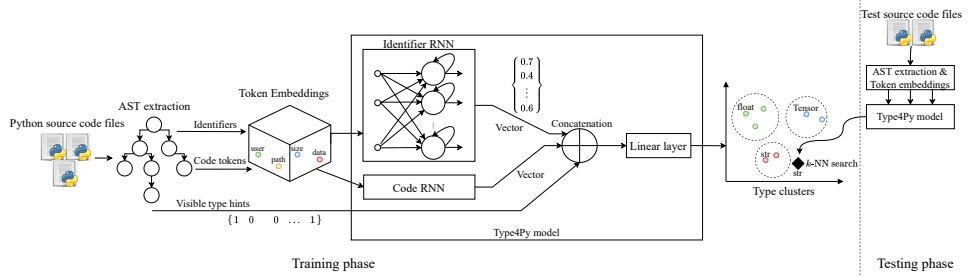 Test source code files
Identifier RNN
AST extraction &
Token embeddings
Type4Py model
Token Embeddings
AST extraction
Python source code files
Identifiers
Code tokens
user
path
size
data
0.7
0.4
⋮
0.6
Vector
Concatenation
Linear layer
Code RNN
Vector
Visible type hints
{1 0 0 ... 1}
Type4Py model
float
Tensor
str
k-NN search
str
Type clusters
Training phase
Testing phase